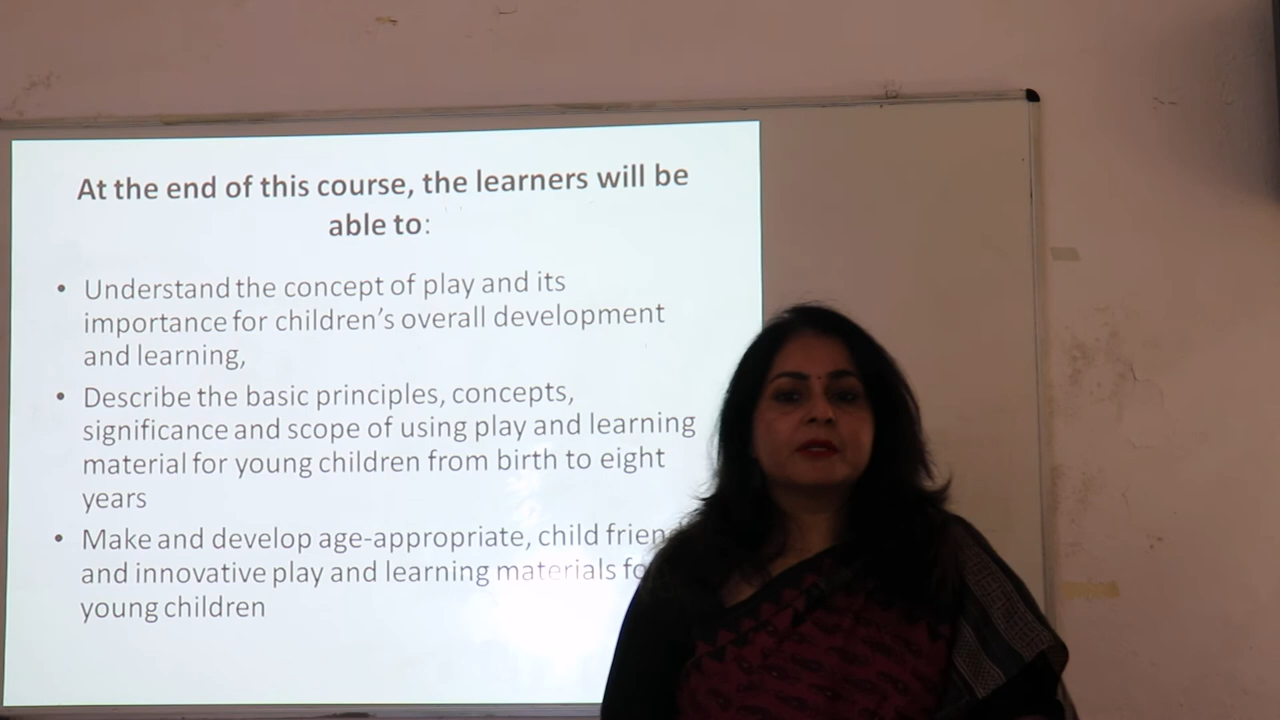 At the end of this course, the learners will be
able to:
• Understand the concept of play and its
importance for children's overall development
and learning,
• Describe the basic principles, concepts,
significance and scope of using play and learning
material for young children from birth to eight
years
• Make and develop age-appropriate, child
and innovative play and learning materials
young children